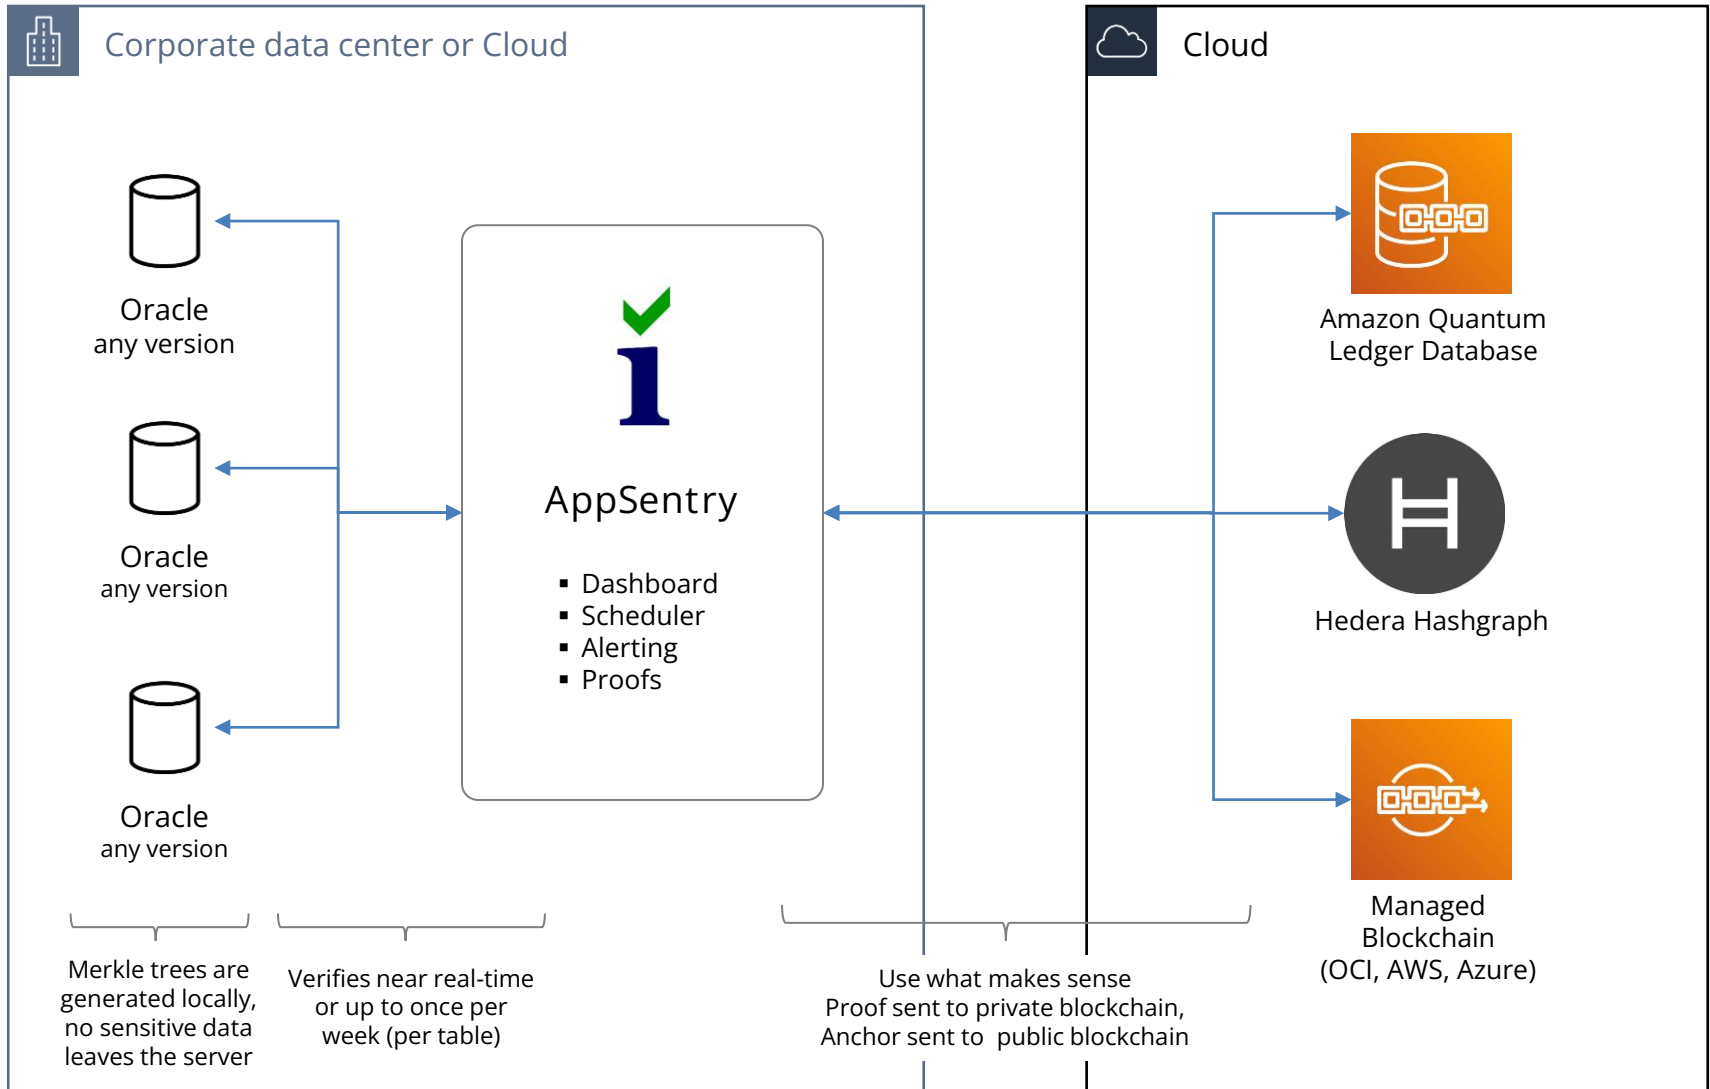 Corporate data center or Cloud
Cloud
Oracle
any version
Oracle
any version
Oracle
any version
AppSentry
▪ Dashboard
▪ Scheduler
▪ Alerting
▪ Proofs
Amazon Quantum
Ledger Database
Hedera Hashgraph
Managed
Blockchain
(OCI, AWS, Azure)
Merkle trees are
generated locally,
no sensitive data
leaves the server
Verifies near real-time
or up to once per
week (per table)
Use what makes sense
Proof sent to private blockchain,
Anchor sent to  public blockchain